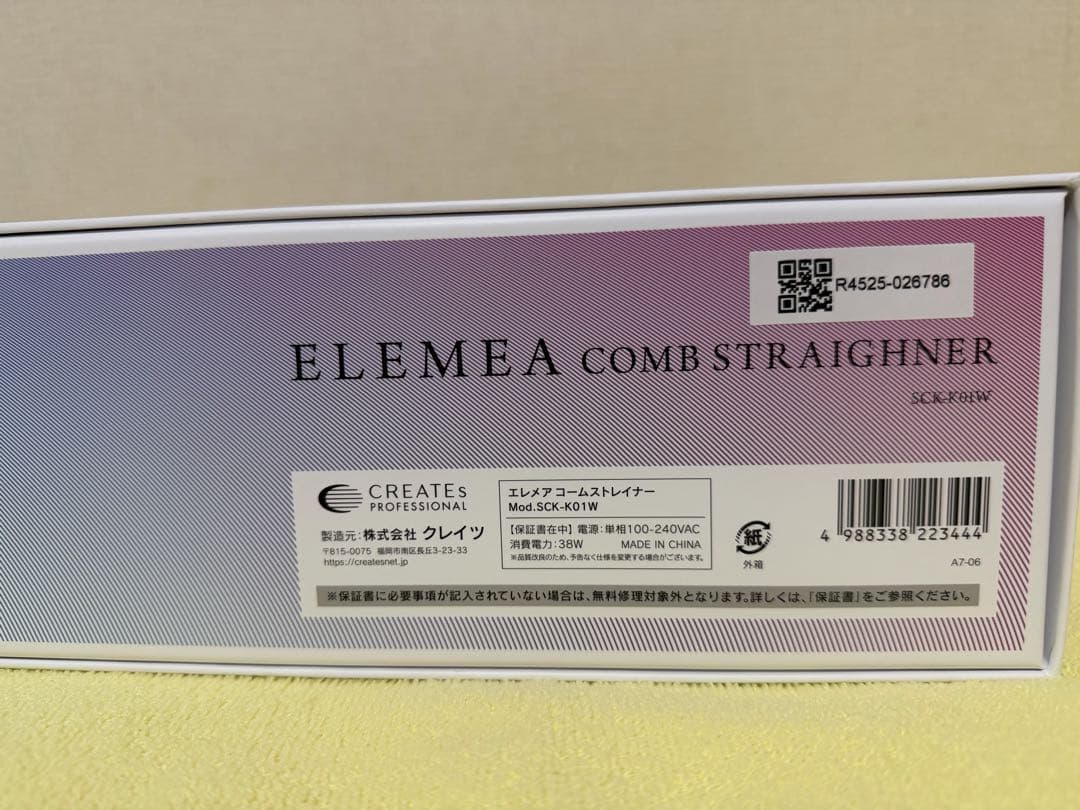 R4525-026786
ELEMEA COMB STRAIGHNER
SCK-K01W
CREATEs
PROFESSIONAL
製造元:株式会社 クレイツ
〒815-0075 福岡市南区長丘3-23-33
https://createsnet.jp
エレメア コームストレイナー
Mod.SCK-K01W
【保証書在中】電源:単相100-240VAC
消費電力:38W MADE IN CHINA
※品質改良のため、予告なく仕様を変更する場合がございます。
紙
外箱
4 988338 223444
A7-06
※保証書に必要事項が記入されていない場合は、無料修理対象外となります。詳しくは、「保証書」をご参照ください。